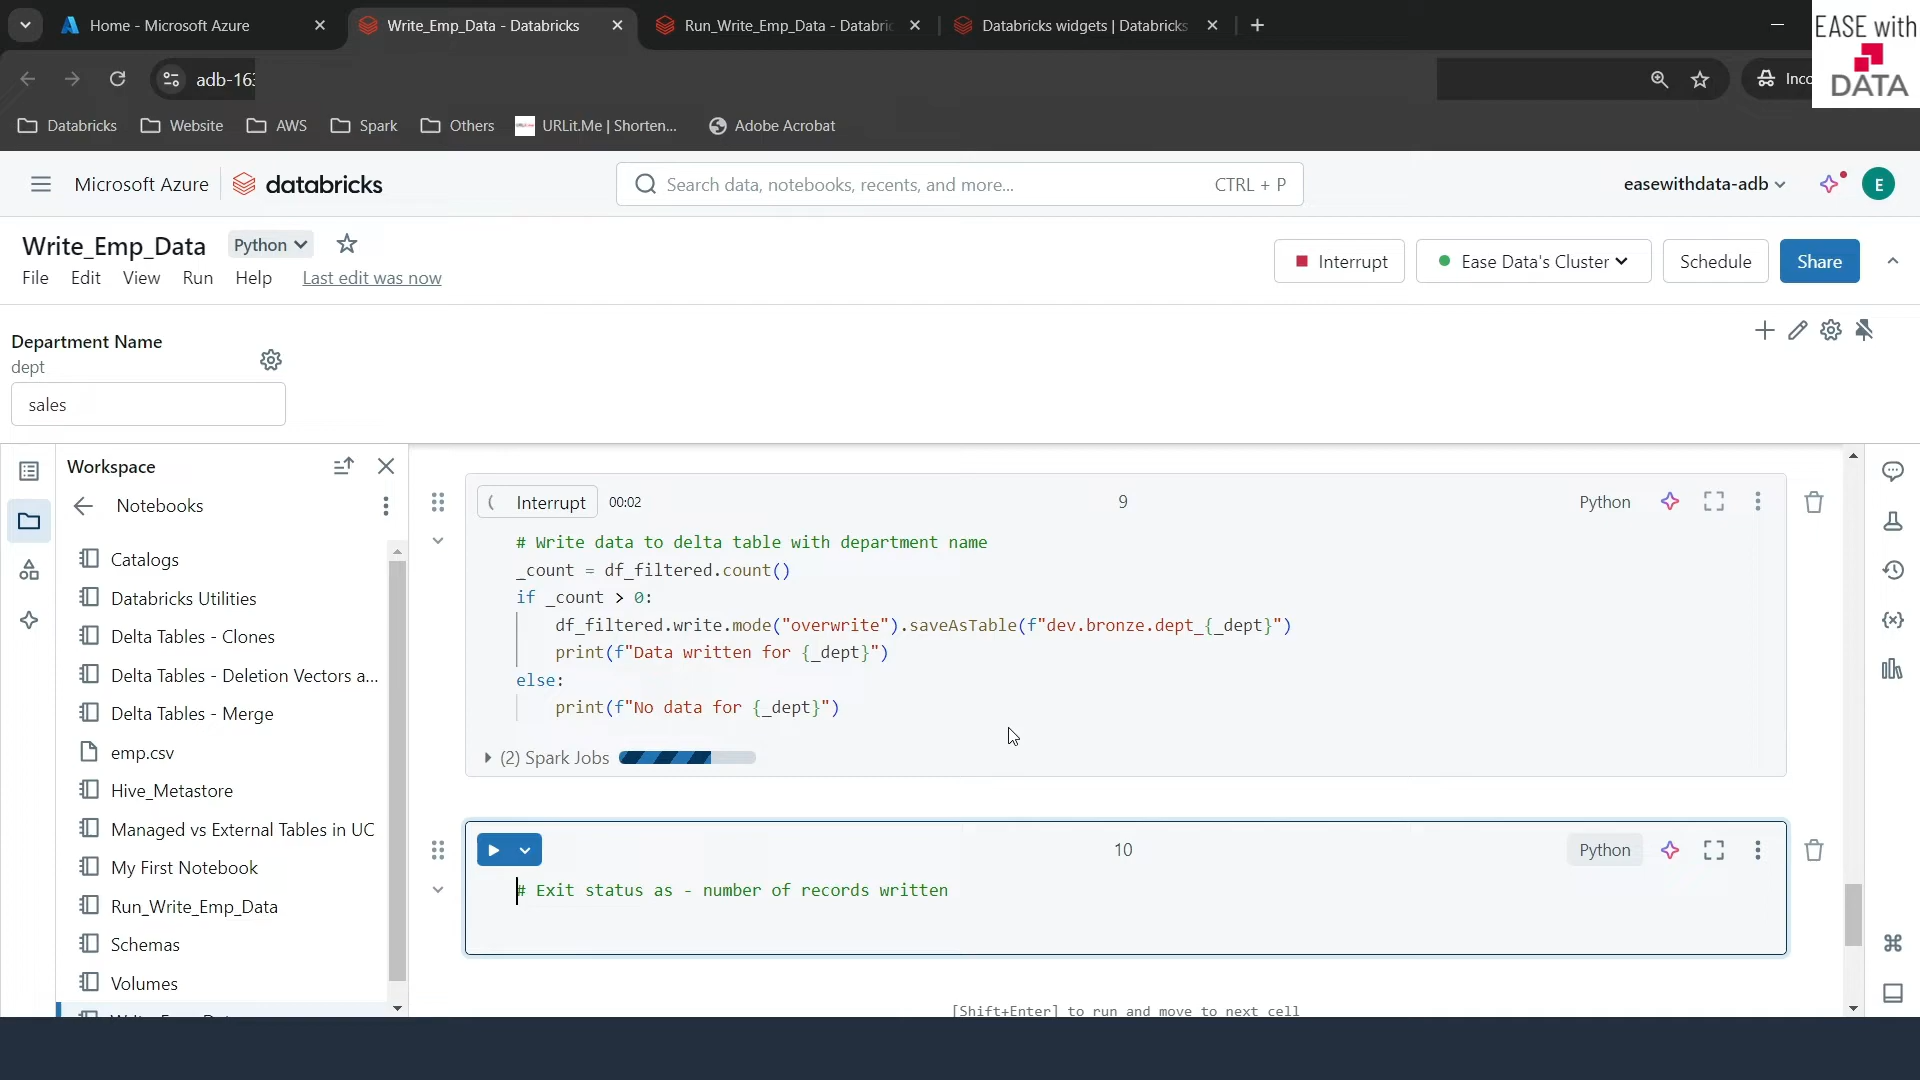 Home - Microsoft Azure
Write_Emp_Data - Databricks
Run_Write_Emp_Data - Databric
Databricks widgets | Databricks
EASE with
DATA
adb-163
Databricks
Website
AWS
Spark
Others
URLit.Me | Shorten...
Adobe Acrobat
Microsoft Azure
databricks
Search data, notebooks, recents, and more...
CTRL + P
easewithdata-adb
E
Write_Emp_Data
Python
File
Edit
View
Run
Help
Last edit was now
Interrupt
Ease Data's Cluster
Schedule
Share
Department Name
dept
sales
Workspace
Notebooks
Catalogs
Databricks Utilities
Delta Tables - Clones
Delta Tables - Deletion Vectors a...
Delta Tables - Merge
emp.csv
Hive_Metastore
Managed vs External Tables in UC
My First Notebook
Run_Write_Emp_Data
Schemas
Volumes
Interrupt
00:02
9
Python
# Write data to delta table with department name
_count = df_filtered.count()
if _count > 0:
df_filtered.write.mode("overwrite").saveAsTable(f"dev.bronze.dept_{_dept}")
print(f"Data written for {_dept}")
else:
print(f"No data for {_dept}")
(2) Spark Jobs
10
Python
# Exit status as - number of records written
[Shift+Enter] to run and move to next cell